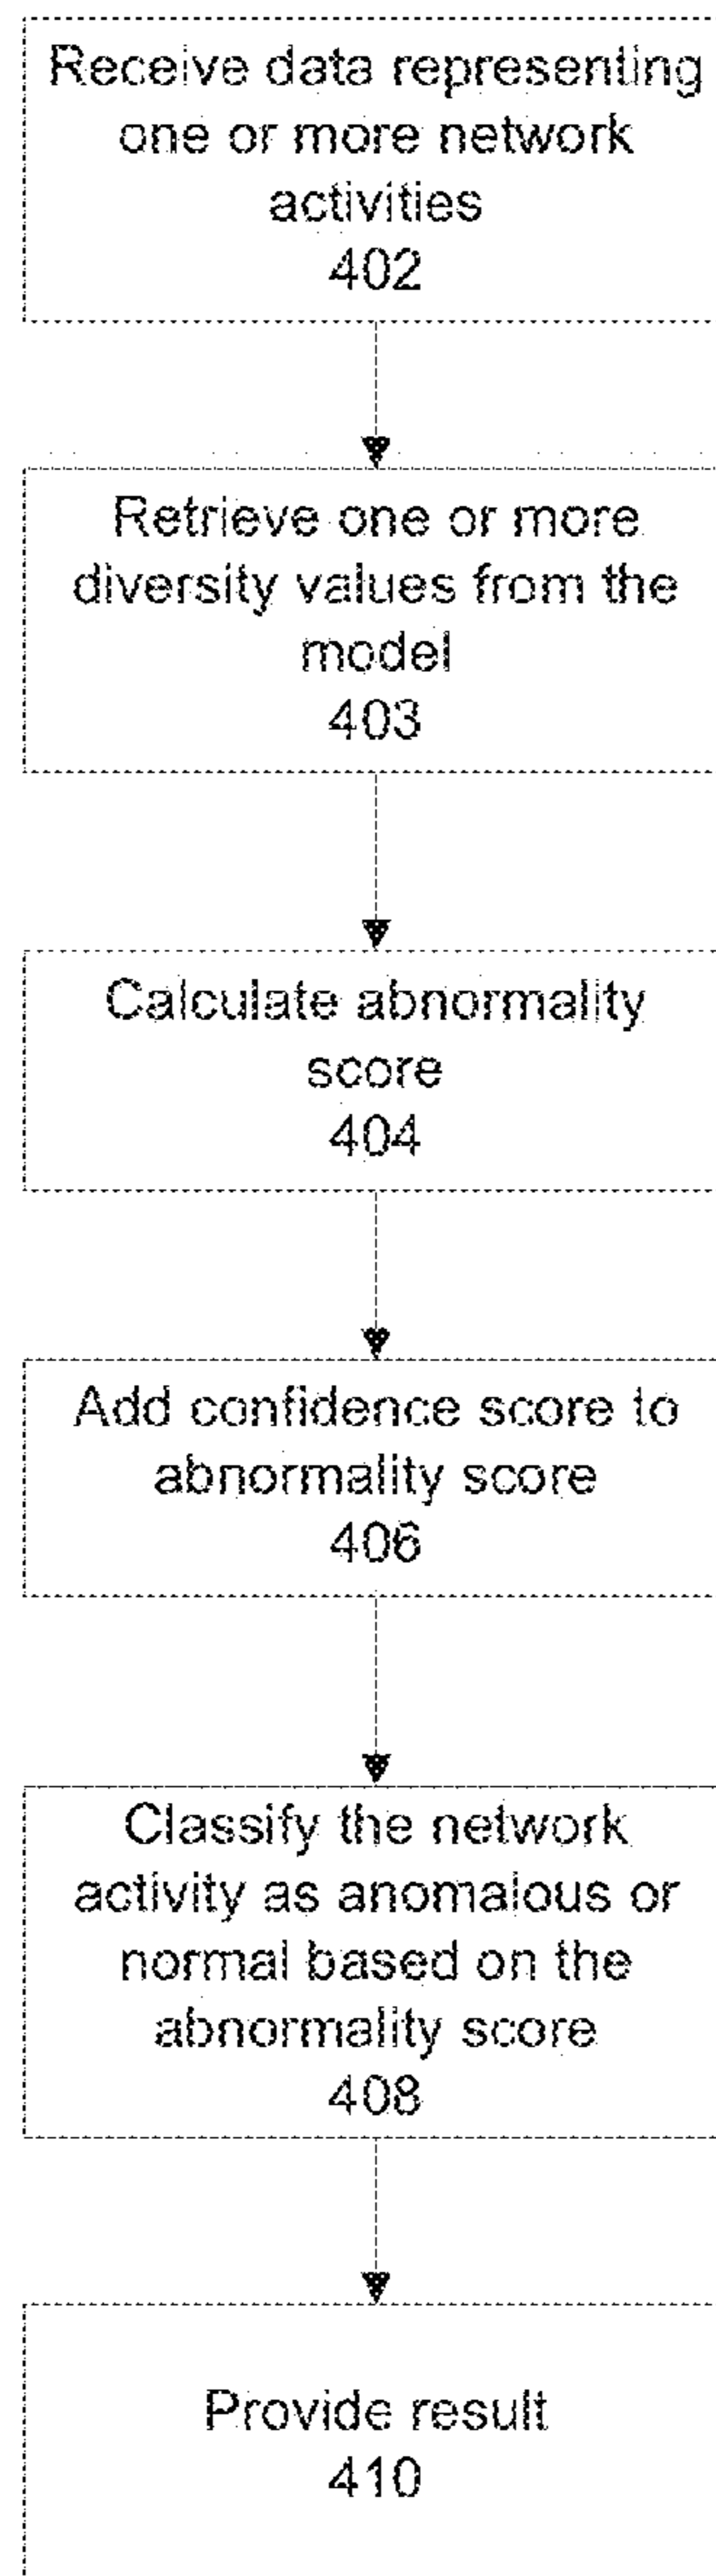 Receive data representing
one or more network
activities
402
Retrieve one or more
diversity values from the
model
403
Calculate abnormality
score
404
Add confidence score to
abnormality score
406
Classify the network
activity as anomalous or
normal based on the
abnormality score
408
Provide result
410